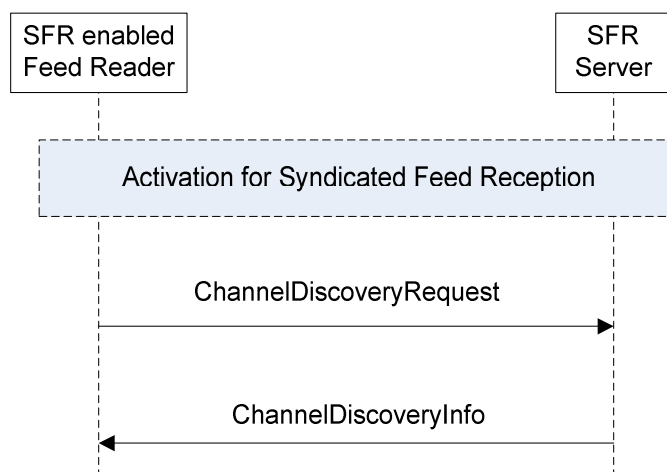 SFR enabled
Feed Reader
SFR
Server
Activation for Syndicated Feed Reception
ChannelDiscoveryRequest
ChannelDiscoveryInfo